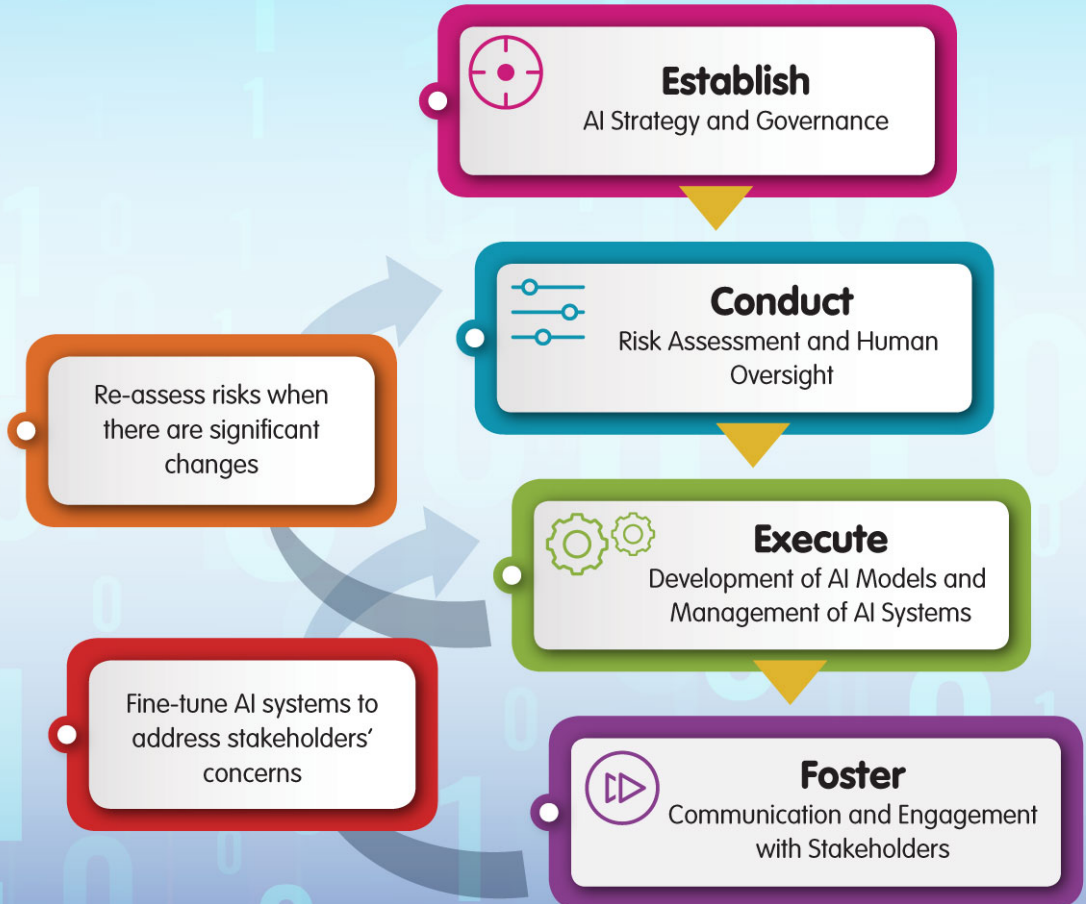 Establish
AI Strategy and Governance
Conduct
Risk Assessment and Human
Oversight
Re-assess risks when
there are significant
changes
Execute
Development of AI Models and
Management of AI Systems
Fine-tune AI systems to
address stakeholders’
concerns
Foster
Communication and Engagement
with Stakeholders